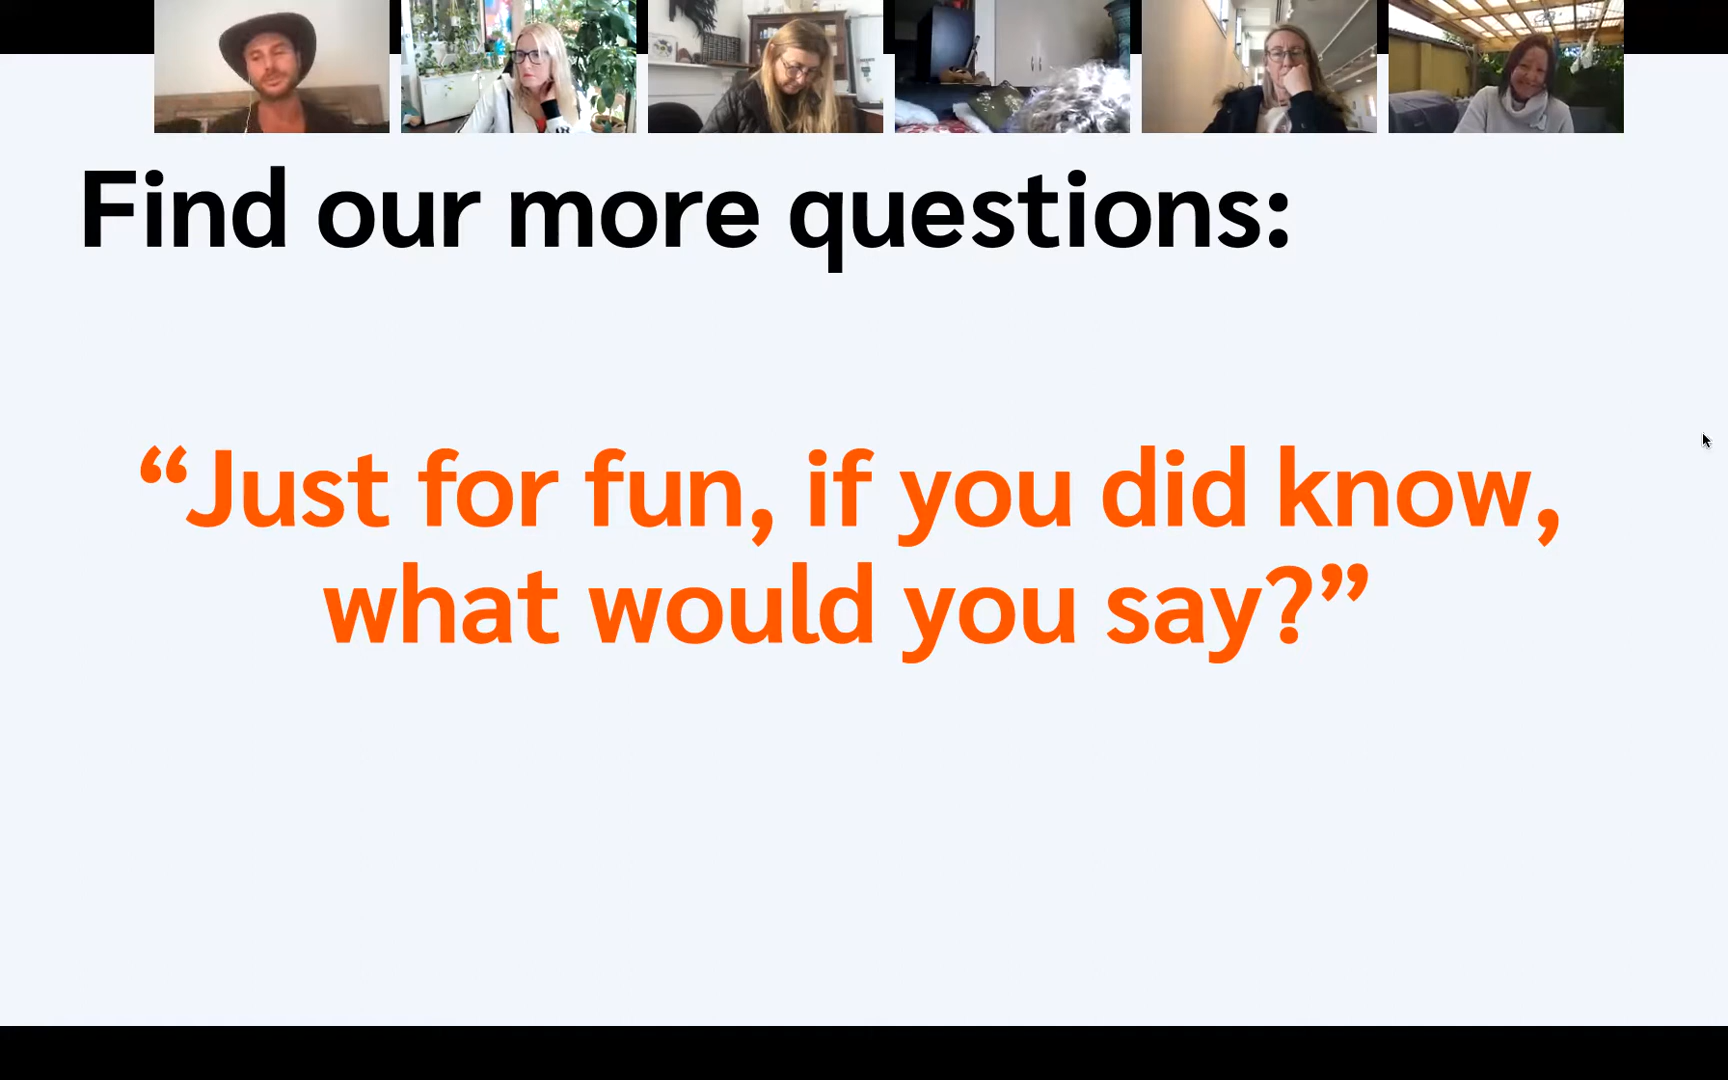 Find our more questions:
“Just for fun, if you did know,
what would you say?”